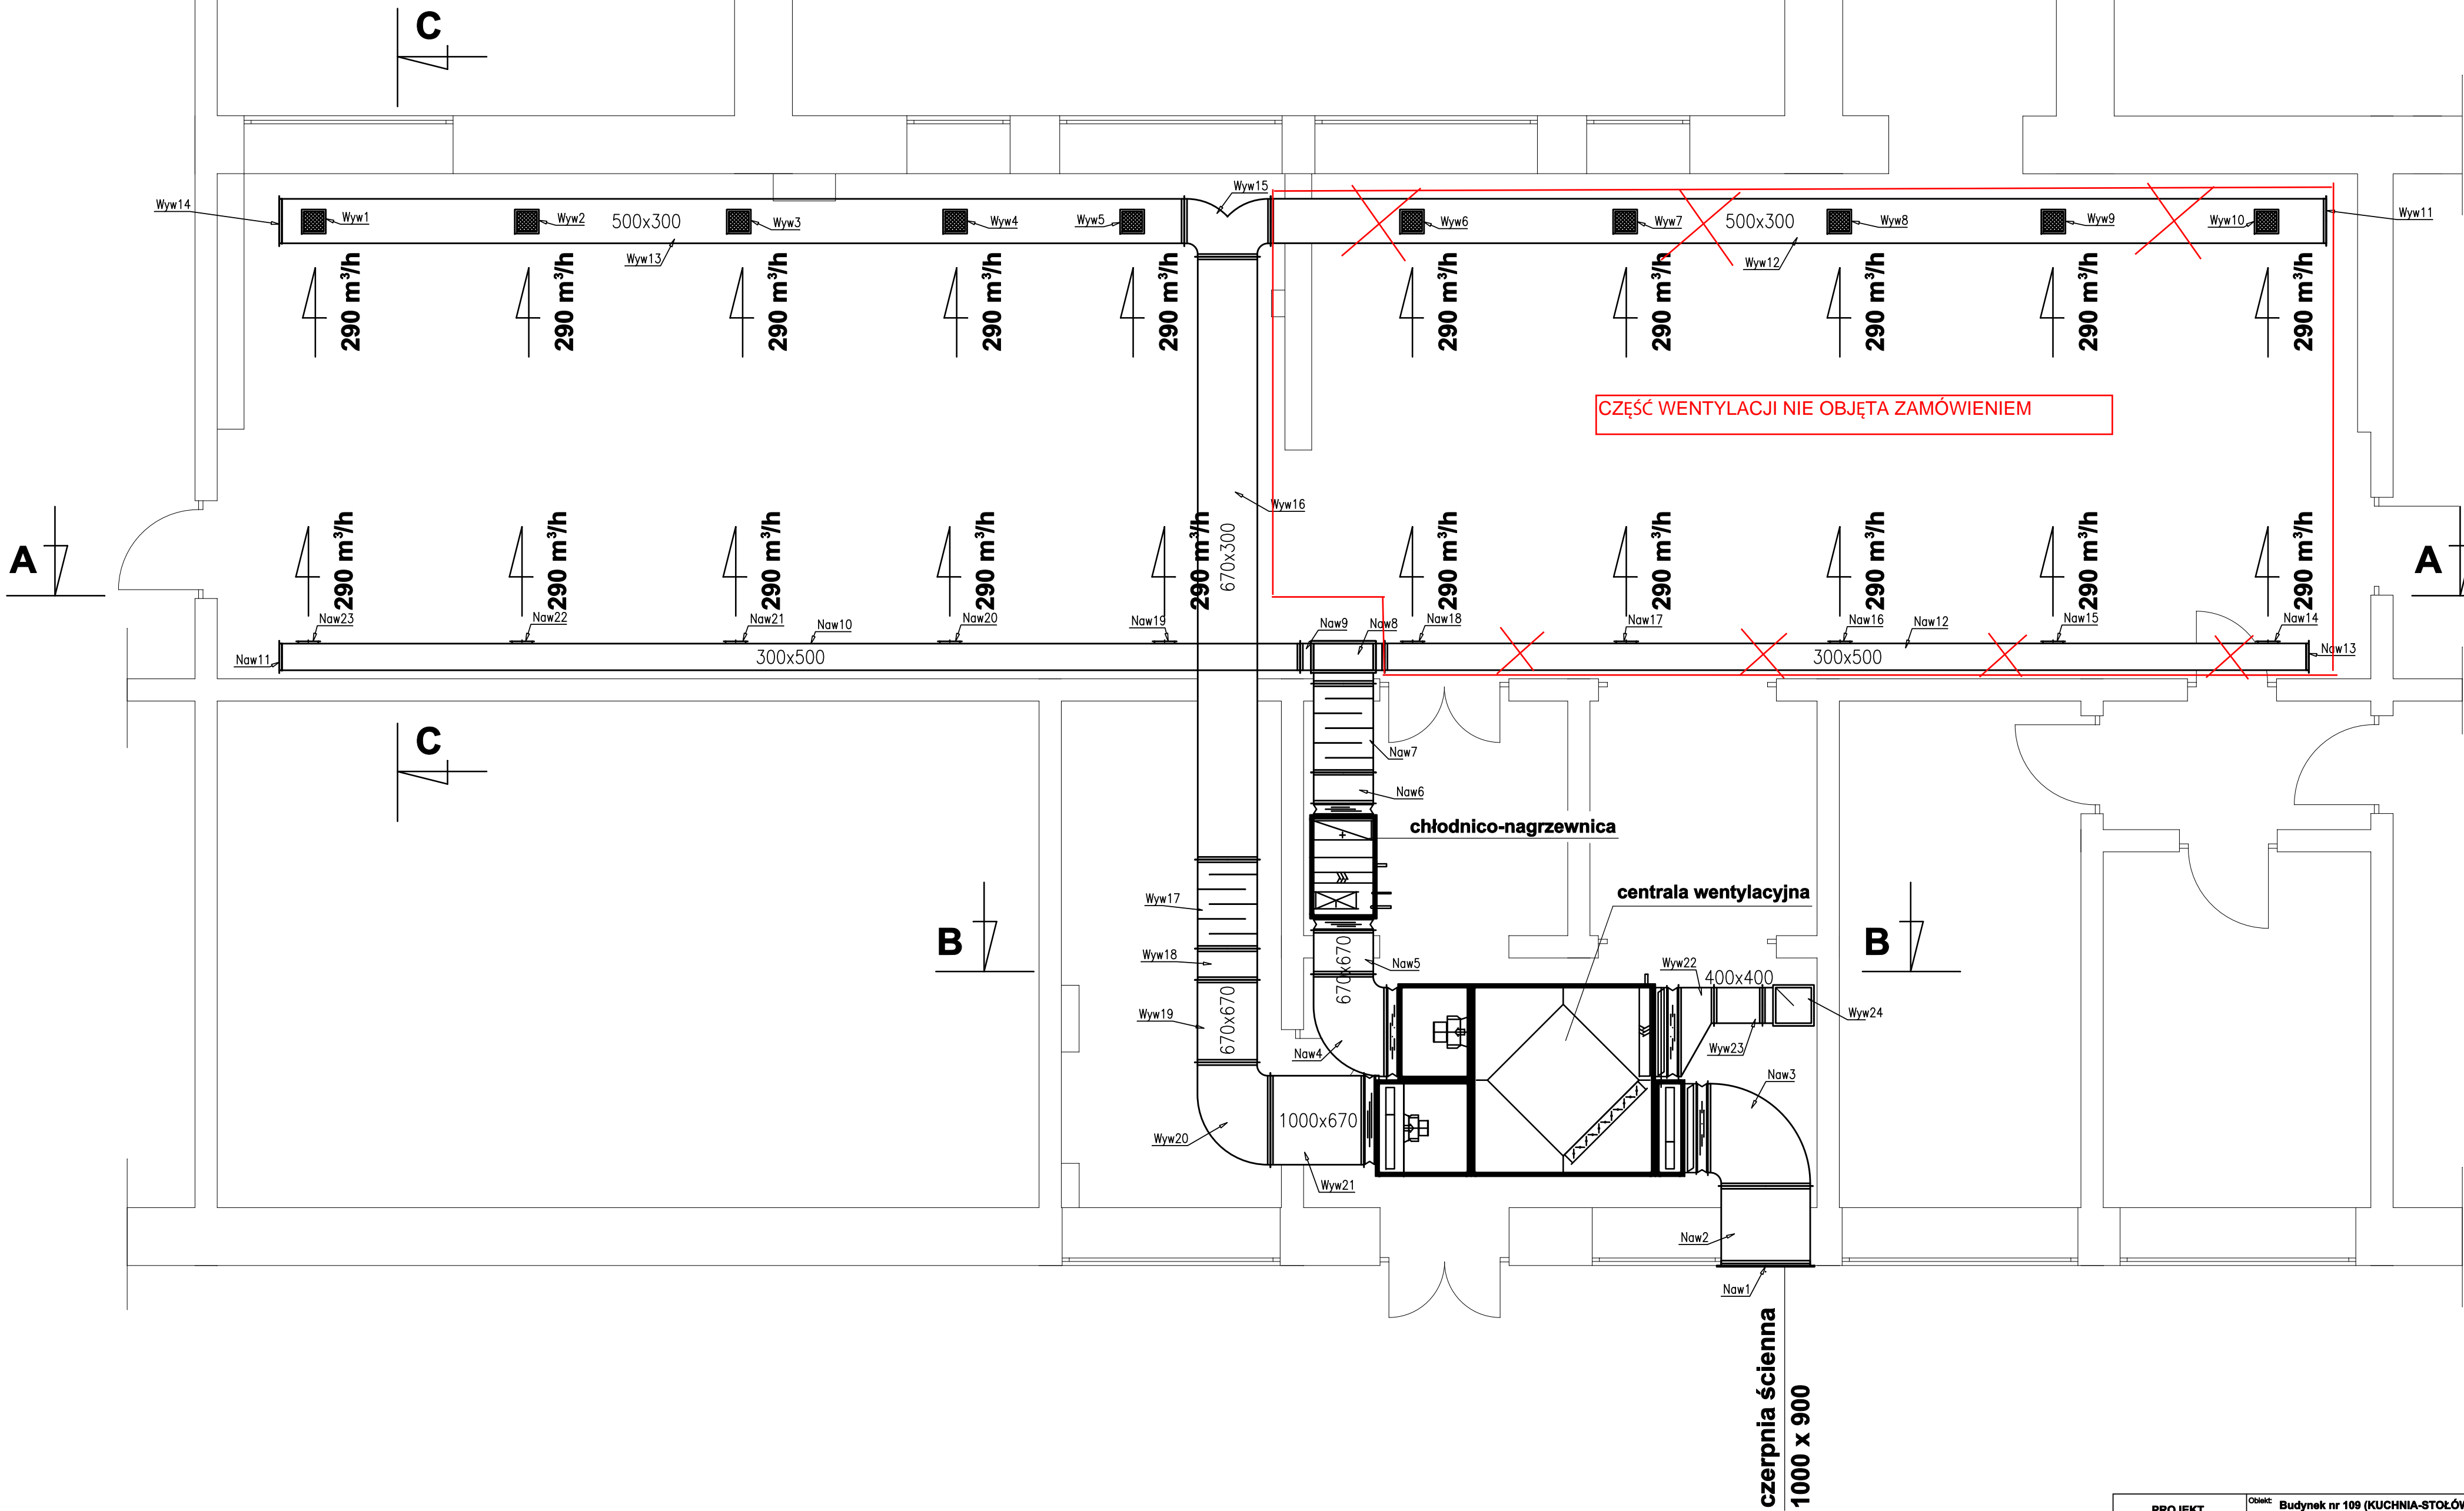 C
Wyw14
Wyw1
Wyw2
500x300
Wyw3
Wyw4
Wyw5
Wyw15
Wyw6
Wyw7
500x300
Wyw8
Wyw9
Wyw10
Wyw11
Wyw13
Wyw12
290 m³/h
290 m³/h
290 m³/h
290 m³/h
290 m³/h
290 m³/h
290 m³/h
290 m³/h
290 m³/h
290 m³/h
CZĘŚĆ WENTYLACJI NIE OBJĘTA ZAMÓWIENIEM
Wyw16
670x300
A
290 m³/h
290 m³/h
290 m³/h
290 m³/h
290 m³/h
290 m³/h
290 m³/h
290 m³/h
290 m³/h
290 m³/h
A
Naw23
Naw22
Naw21
Naw10
Naw20
Naw19
Naw9
Naw8
Naw18
Naw17
Naw16
Naw12
Naw15
Naw14
Naw11
300x500
300x500
Naw13
C
Naw7
Naw6
chłodnico-nagrzewnica
centrala wentylacyjna
Wyw17
B
B
Wyw18
670x670
Naw5
Wyw22
400x400
Wyw19
670x670
Wyw24
Naw4
Wyw23
Naw3
1000x670
Wyw20
Wyw21
Naw2
Naw1
czerpnia ścienna
1000 x 900
PROJEKT
Obiekt:
Budynek nr 109 (KUCHNIA-STOŁÓW